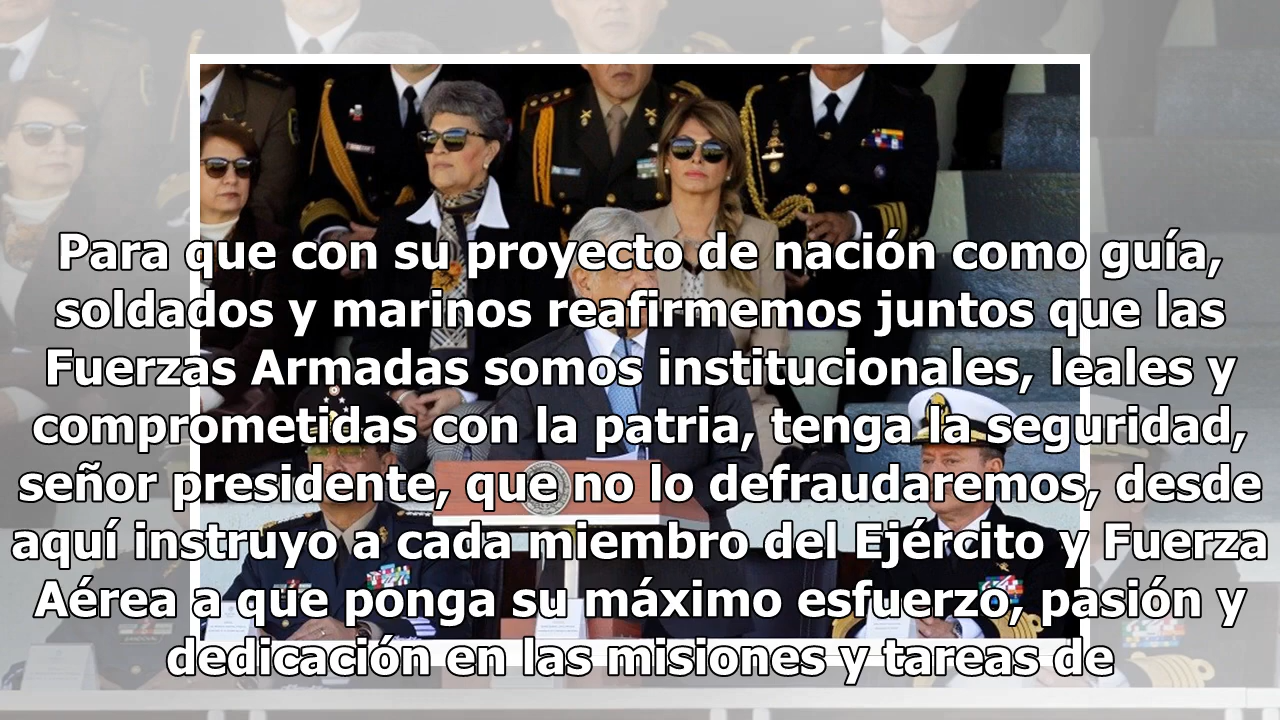 Para que con su proyecto de nación como guía,
soldados y marinos reafirmemos juntos que las
Fuerzas Armadas somos institucionales, leales y
comprometidas con la patria, tenga la seguridad,
señor presidente, que no lo defraudaremos, desde
aquí instruyo a cada miembro del Ejército y Fuerza
Aérea a que ponga su máximo esfuerzo, pasión y
dedicación en las misiones y tareas de